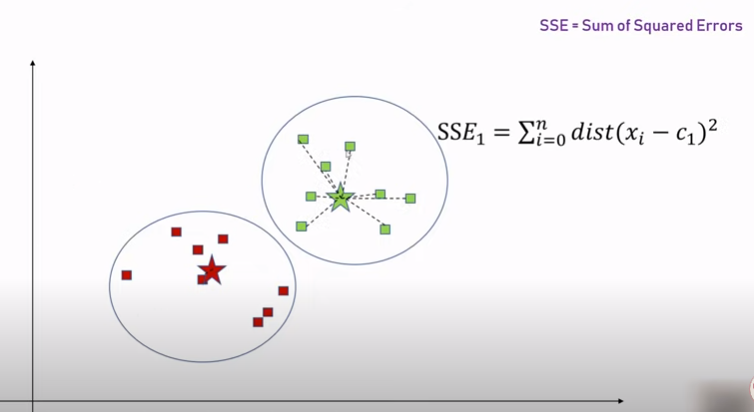 SSE = Sum of Squared Errors
SSE₁ = ∑ⁿᵢ₌₀ dist(xᵢ − c₁)²